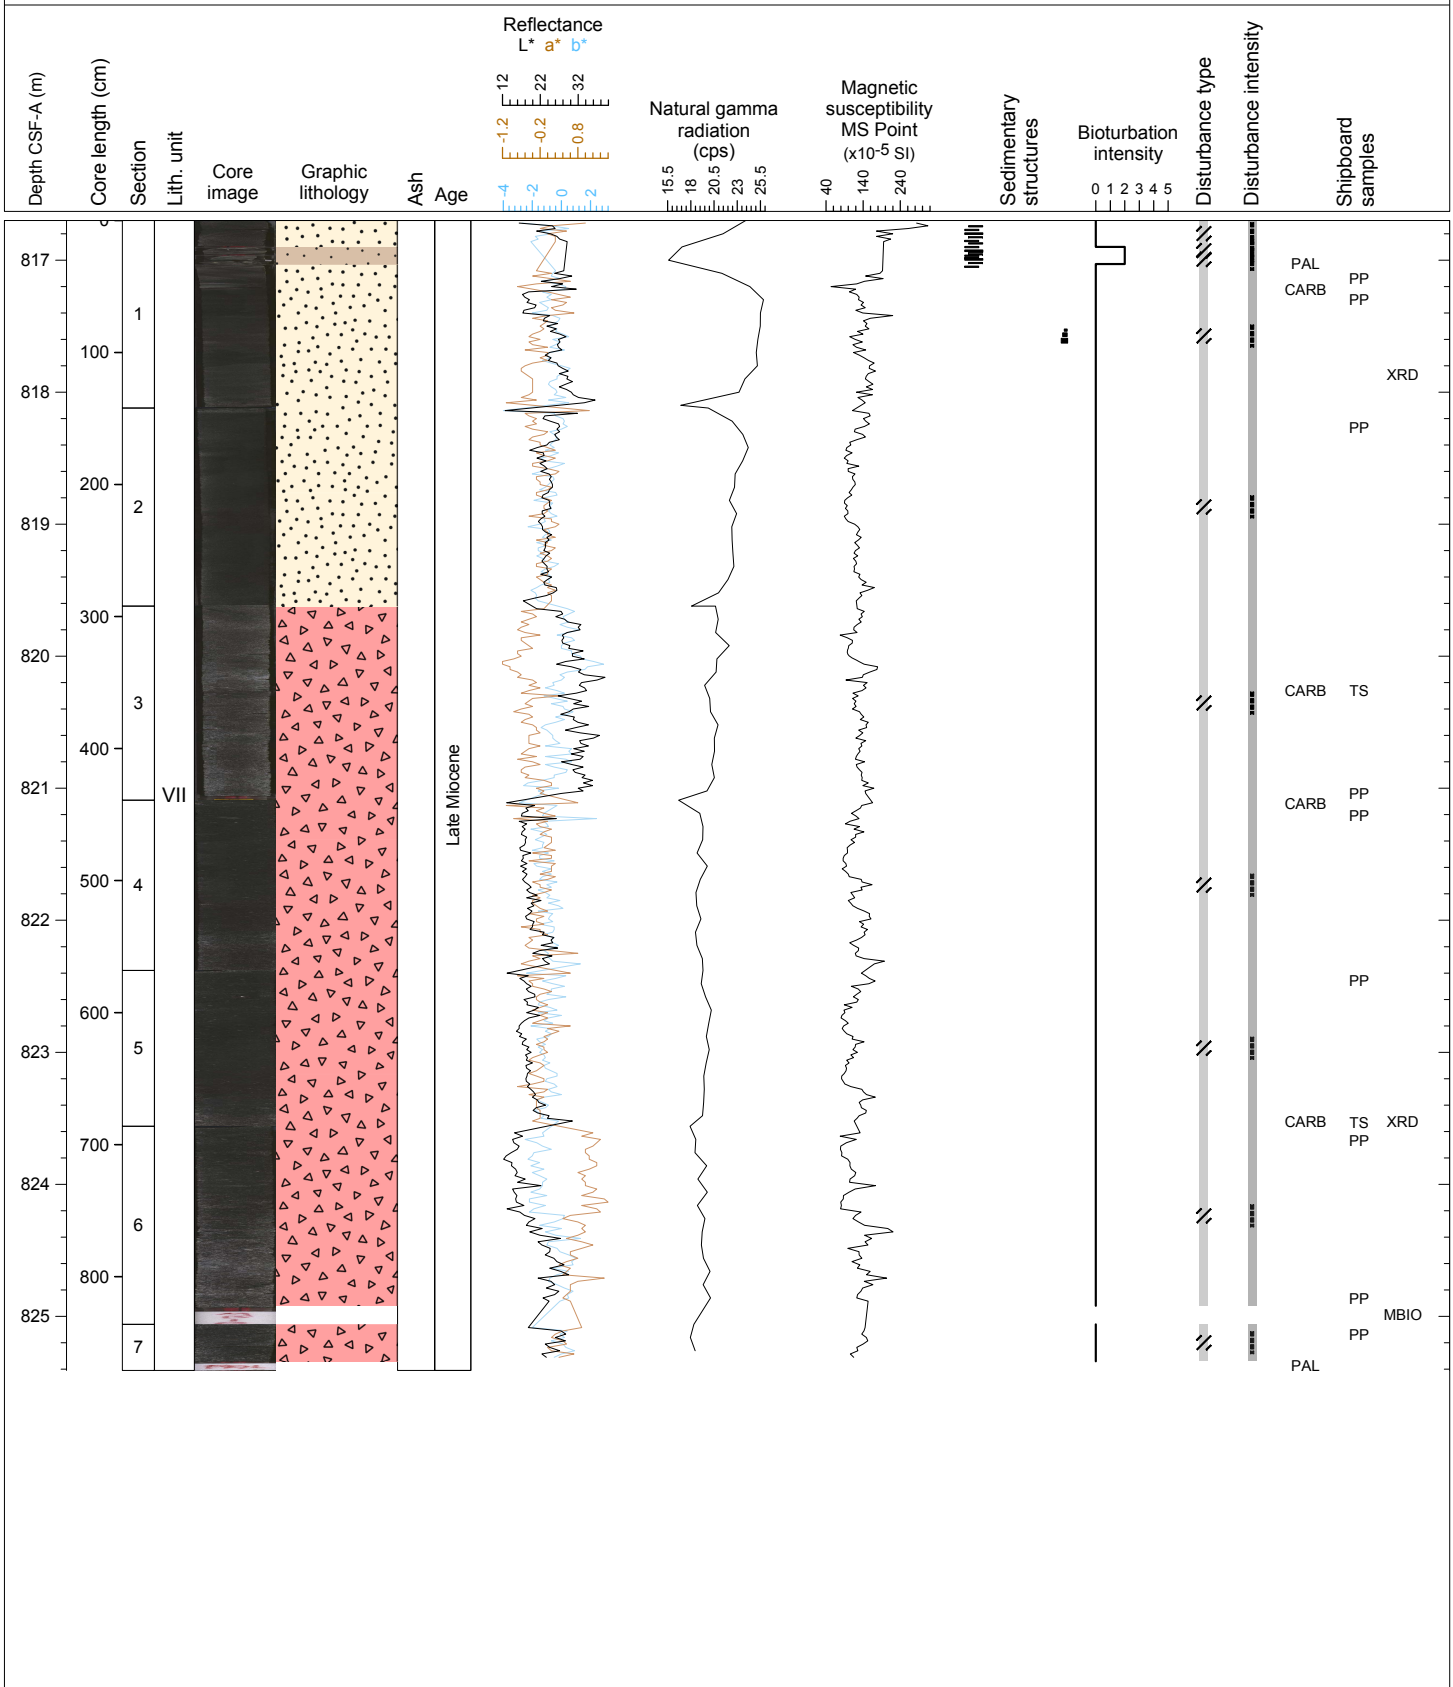 Depth CSF-A (m)
Core length (cm)
Section
Lith. unit
Core
image
Graphic
lithology
Ash
Age
Reflectance
L* a* b*
12 22 32
-1.2 -0.2 0.8
-4 -2 0 2
Natural gamma
radiation
(cps)
15.5 18 20.5 23 25.5
Magnetic
susceptibility
MS Point
(x10-5 SI)
40 140 240
Sedimentary
structures
Bioturbation
intensity
0 1 2 3 4 5
Disturbance type
Disturbance intensity
Shipboard
samples
0
817
PAL
PP
CARB
PP
1
100
XRD
818
PP
200
2
819
300
820
CARB TS
3
400
821
VII
Late Miocene
PP
CARB
PP
500
4
822
PP
600
823
5
CARB TS XRD
PP
700
824
6
800
PP
825
MBIO
PP
7
PAL